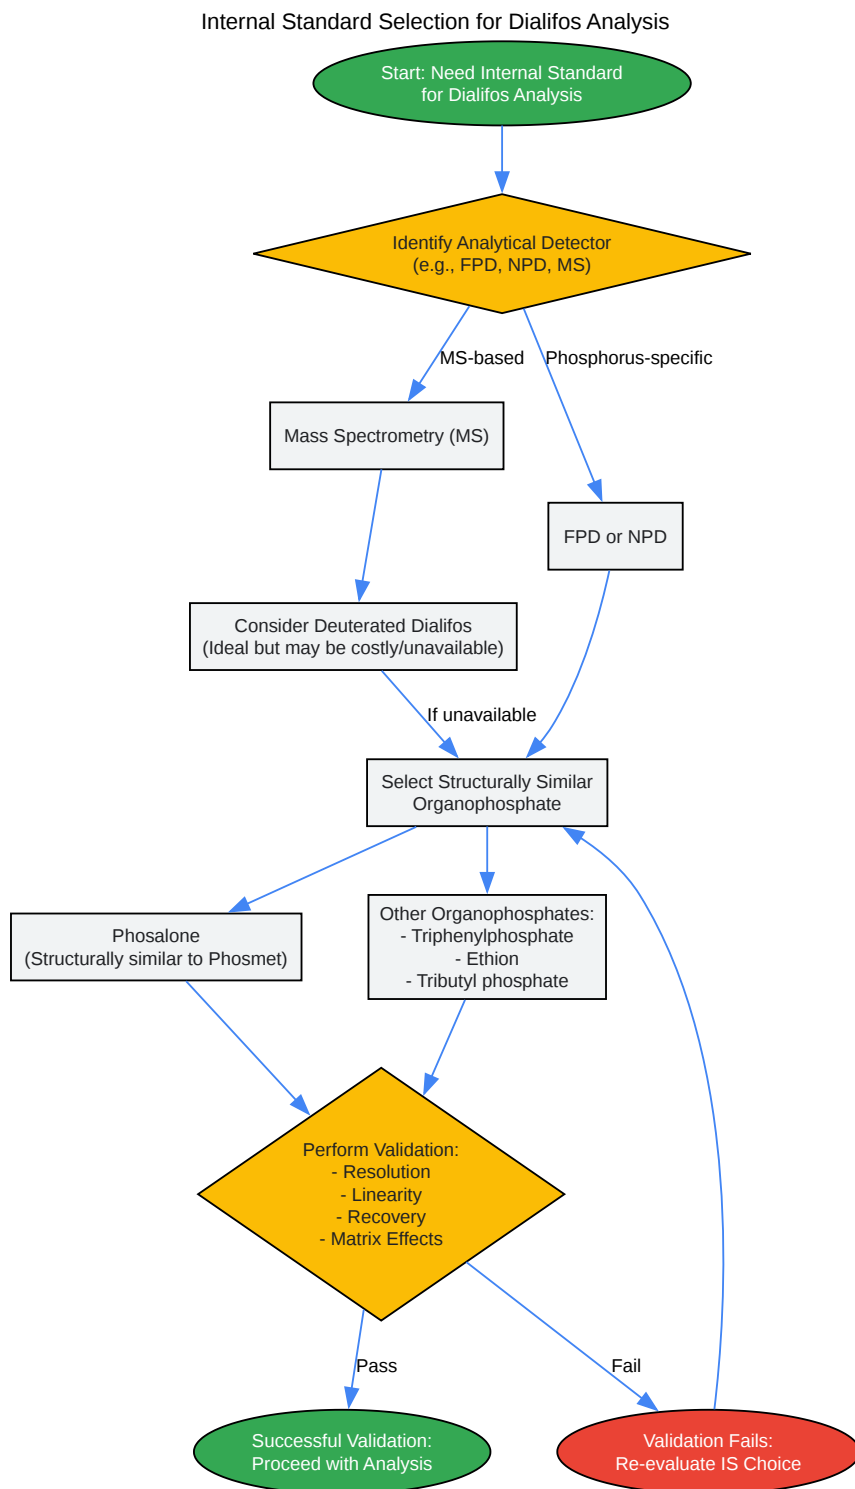 Internal Standard Selection for Dialifos Analysis
Start: Need Internal Standard
for Dialifos Analysis
Identify Analytical Detector
(e.g., FPD, NPD, MS)
MS-based
Phosphorus-specific
Mass Spectrometry (MS)
FPD or NPD
Consider Deuterated Dialifos
(Ideal but may be costly/unavailable)
If unavailable
Select Structurally Similar
Organophosphate
Phosalone
(Structurally similar to Phosmet)
Other Organophosphates:
- Triphenylphosphate
- Ethion
- Tributyl phosphate
Perform Validation:
- Resolution
- Linearity
- Recovery
- Matrix Effects
Pass
Fail
Successful Validation:
Proceed with Analysis
Validation Fails:
Re-evaluate IS Choice